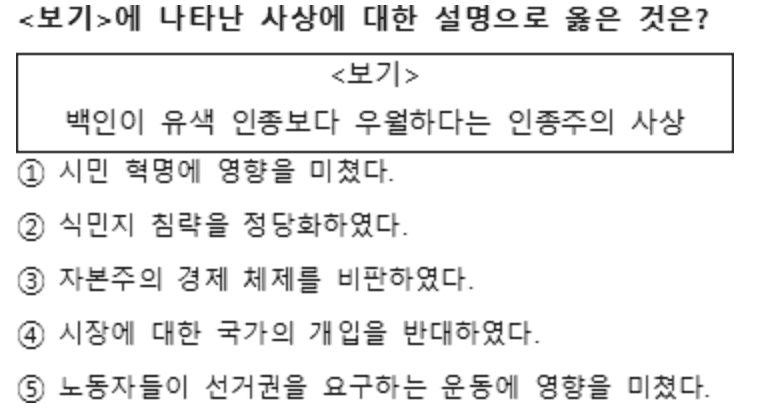 <보기>에 나타난 사상에 대한 설명으로 옳은 것은?
<보기>
백인이 유색 인종보다 우월하다는 인종주의 사상
① 시민 혁명에 영향을 미쳤다.
② 식민지 침략을 정당화하였다.
③ 자본주의 경제 체제를 비판하였다.
④ 시장에 대한 국가의 개입을 반대하였다.
⑤ 노동자들이 선거권을 요구하는 운동에 영향을 미쳤다.